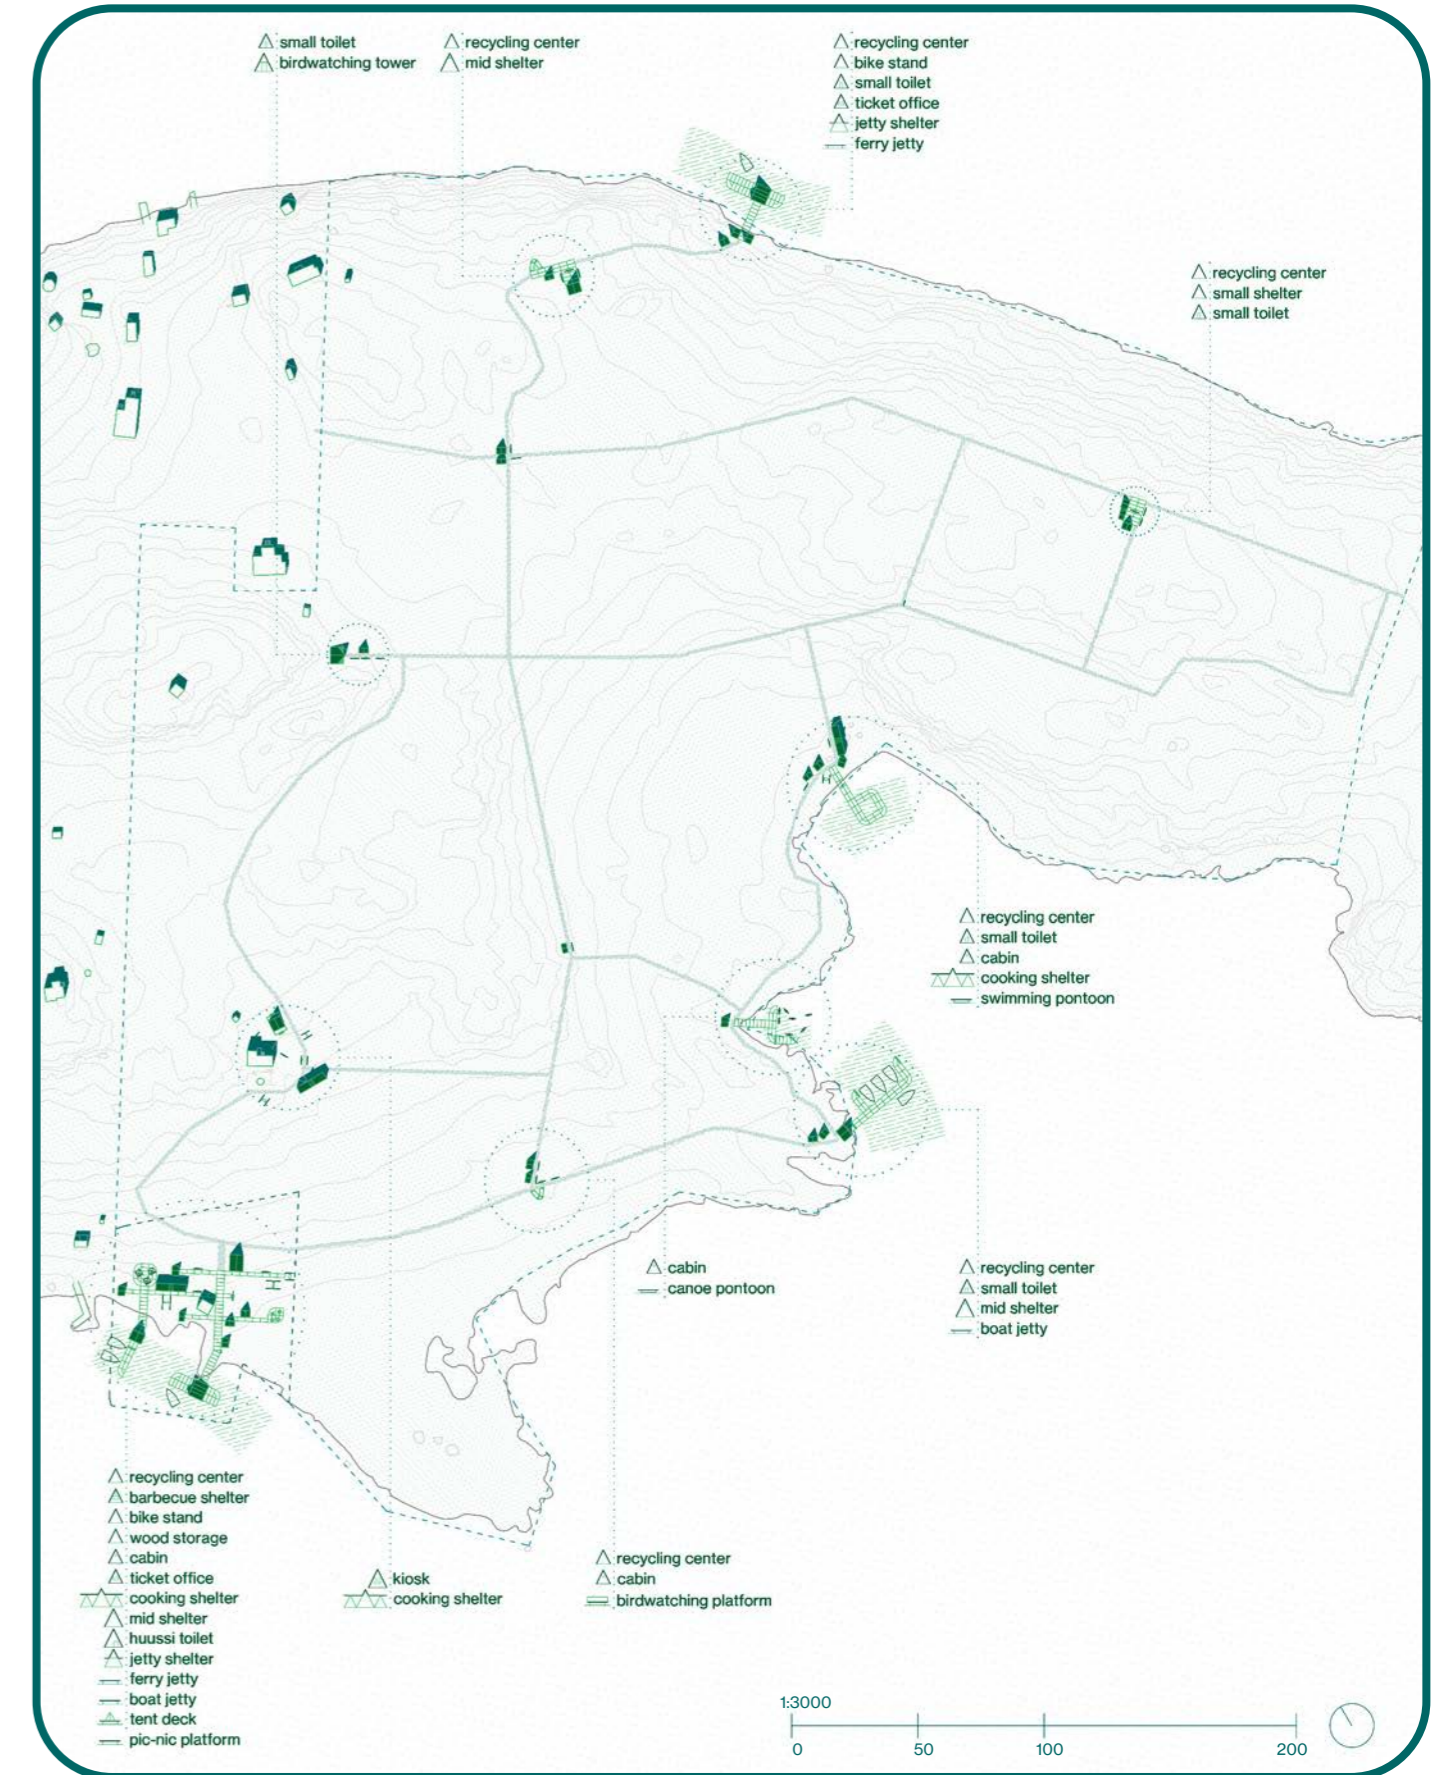 small toilet
birdwatching tower
recycling center
mid shelter
recycling center
bike stand
small toilet
ticket office
jetty shelter
ferry jetty
recycling center
small shelter
small toilet
recycling center
small toilet
cabin
cooking shelter
swimming pontoon
cabin
canoe pontoon
recycling center
small toilet
mid shelter
boat jetty
recycling center
barbecue shelter
bike stand
wood storage
cabin
ticket office
cooking shelter
mid shelter
huussi toilet
jetty shelter
ferry jetty
boat jetty
tent deck
pic-nic platform
kiosk
cooking shelter
recycling center
cabin
birdwatching platform
1:3000
0 50 100 200